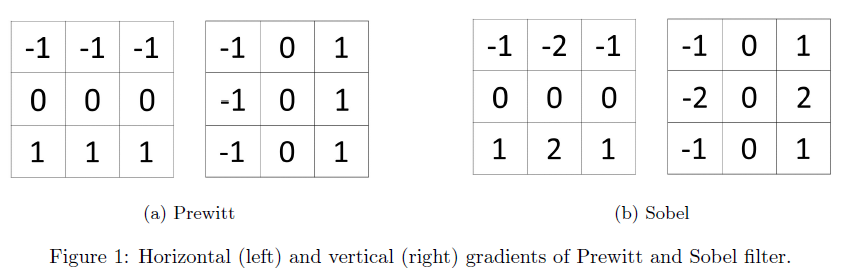 -1 -1 -1 -1 0 1 -1 -2 -1 -1 0 1
0 0 0 -1 0 1 0 0 0 -2 0 2
1 1 1 -1 0 1 1 2 1 -1 0 1
(a) Prewitt (b) Sobel
Figure 1: Horizontal (left) and vertical (right) gradients of Prewitt and Sobel filter.